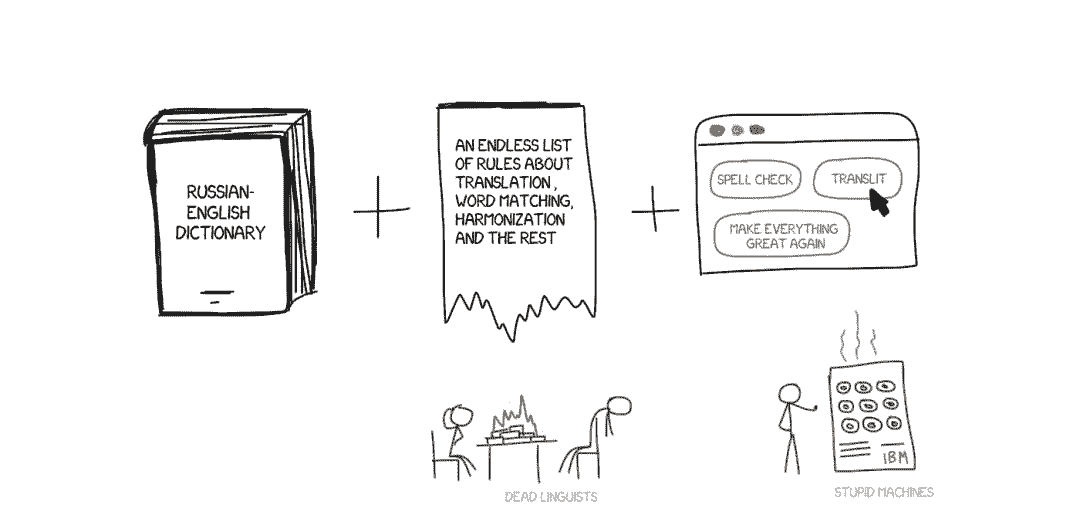 RUSSIAN-
ENGLISH
DICTIONARY
AN ENDLESS LIST
OF RULES ABOUT
TRANSLATION,
WORD MATCHING,
HARMONIZATION
AND THE REST
SPELL CHECK
TRANSLIT
MAKE EVERYTHING
GREAT AGAIN
IBM
DEAD LINGUISTS
STUPID MACHINES